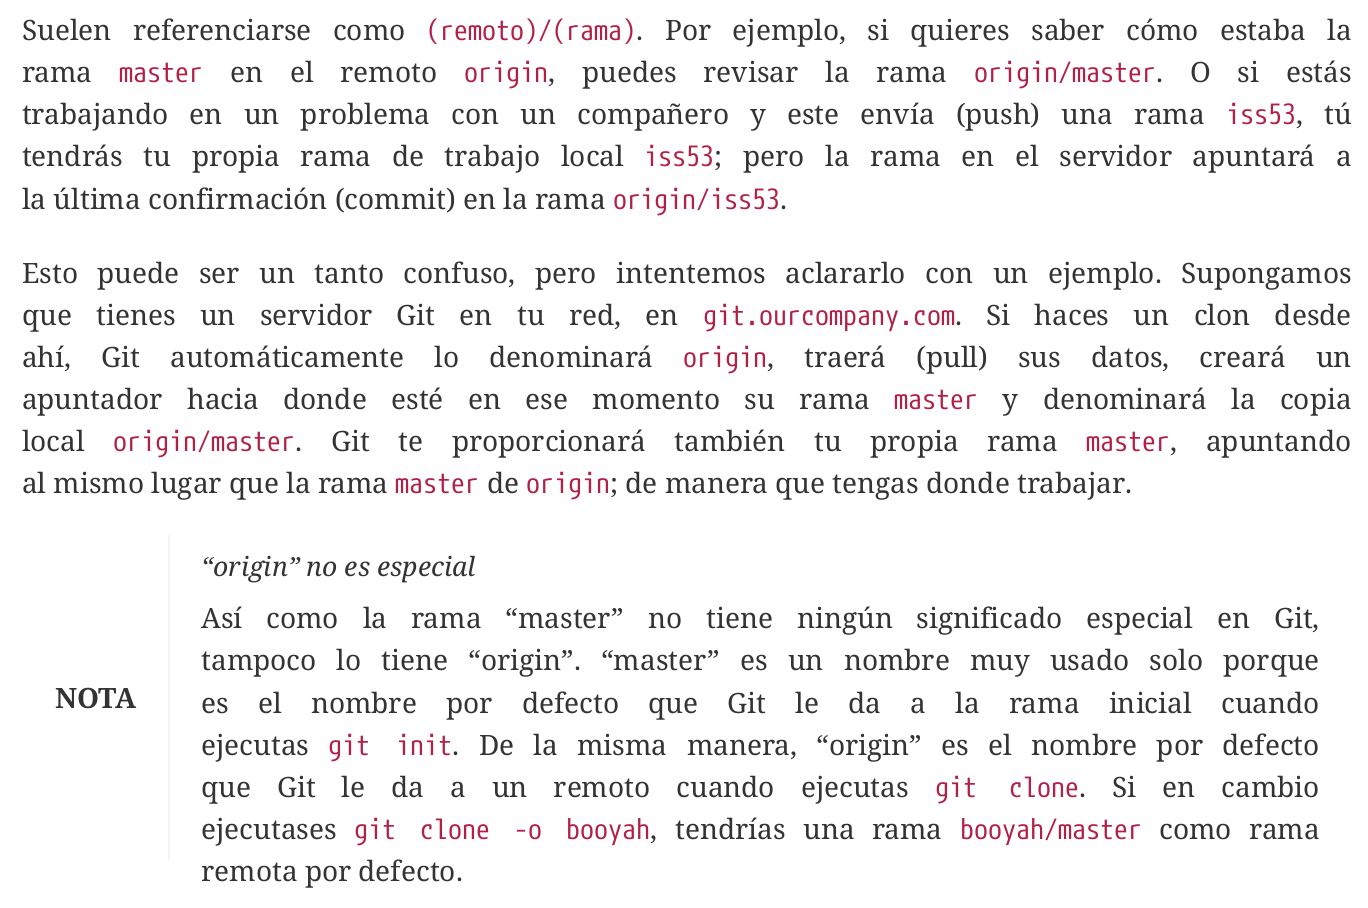 Suelen referenciarse como (remoto)/(rama). Por ejemplo, si quieres saber cómo estaba la
rama master en el remoto origin, puedes revisar la rama origin/master. O si estás
trabajando en un problema con un compañero y este envía (push) una rama iss53, tú
tendrás tu propia rama de trabajo local iss53; pero la rama en el servidor apuntará a
la última confirmación (commit) en la rama origin/iss53.
Esto puede ser un tanto confuso, pero intentemos aclararlo con un ejemplo. Supongamos
que tienes un servidor Git en tu red, en git.ourcompany.com. Si haces un clon desde
ahí, Git automáticamente lo denominará origin, traerá (pull) sus datos, creará un
apuntador hacia donde esté en ese momento su rama master y denominará la copia
local origin/master. Git te proporcionará también tu propia rama master, apuntando
al mismo lugar que la rama master de origin; de manera que tengas donde trabajar.
NOTA
“origin” no es especial
Así como la rama “master” no tiene ningún significado especial en Git,
tampoco lo tiene “origin”. “master” es un nombre muy usado solo porque
es el nombre por defecto que Git le da a la rama inicial cuando
ejecutas git init. De la misma manera, “origin” es el nombre por defecto
que Git le da a un remoto cuando ejecutas git clone. Si en cambio
ejecutases git clone -o booyah, tendrías una rama booyah/master como rama
remota por defecto.